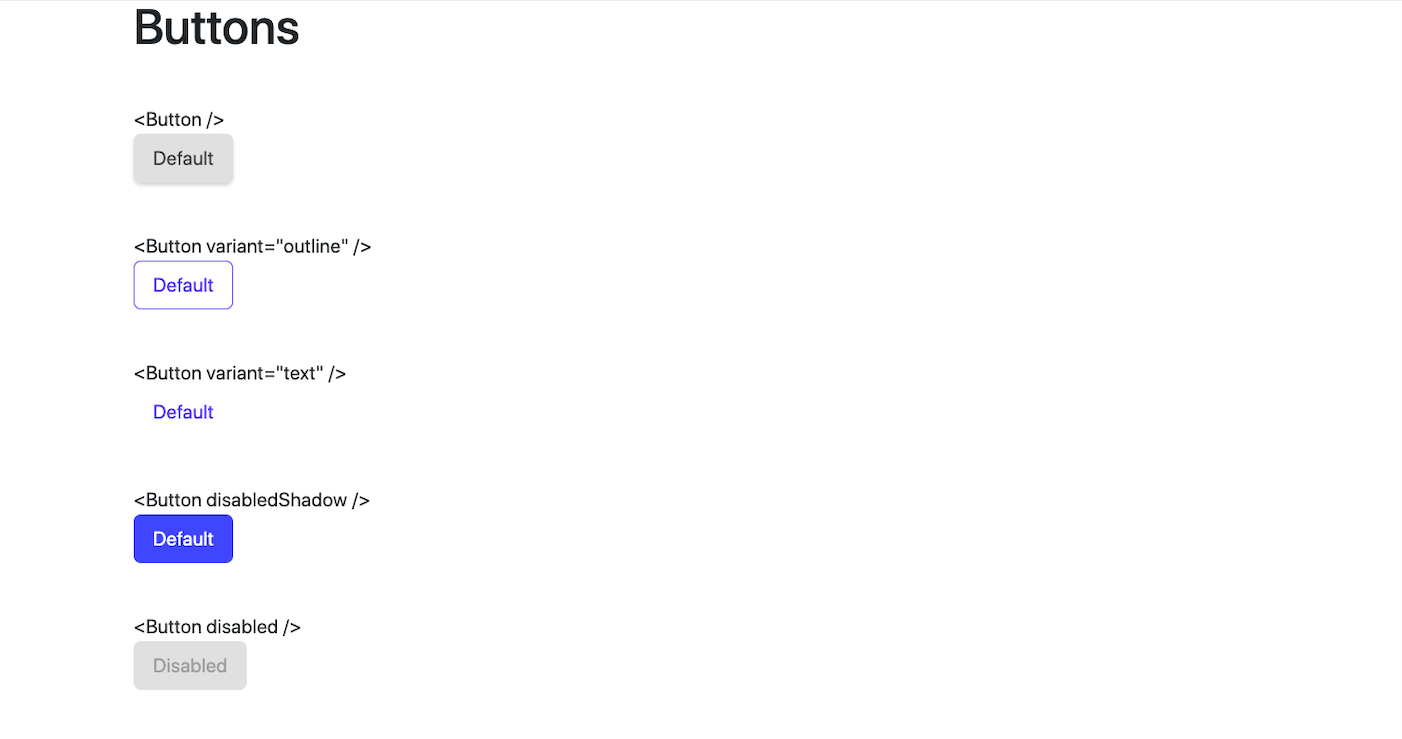 Buttons
<Button />
Default
<Button variant="outline" />
Default
<Button variant="text" />
Default
<Button disabledShadow />
Default
<Button disabled />
Disabled